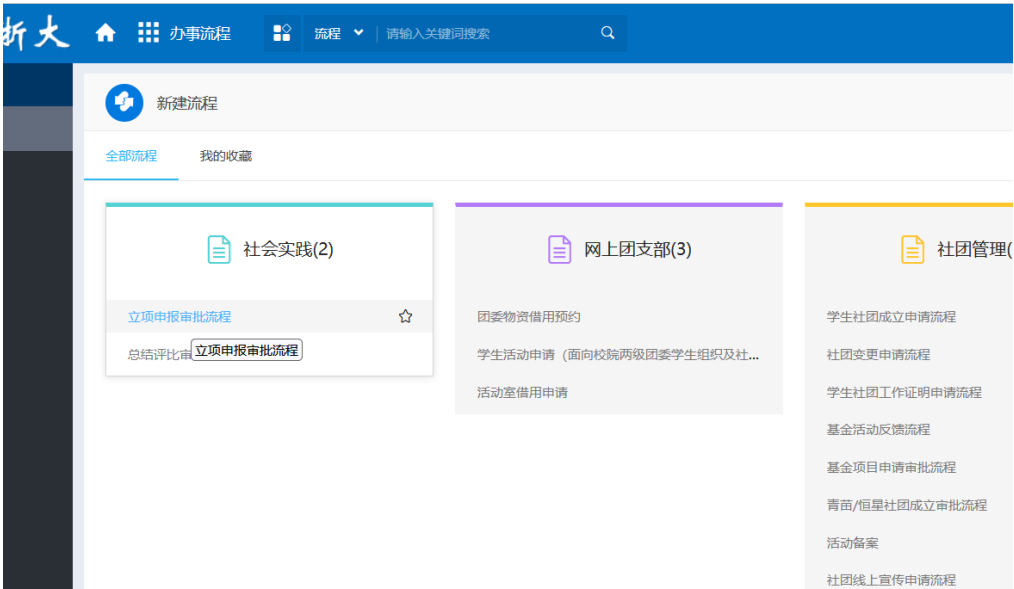 浙大
办事流程
流程
请输入关键词搜索
新建流程
全部流程
我的收藏
社会实践(2)
立项申报审批流程
总结评比审
立项申报审批流程
网上团支部(3)
团委物资借用预约
学生活动申请（面向校院两级团委学生组织及社...
活动室借用申请
社团管理(
学生社团成立申请流程
社团变更申请流程
学生社团工作证明申请流程
基金活动反馈流程
基金项目申请审批流程
青苗/恒星社团成立审批流程
活动备案
社团线上宣传申请流程